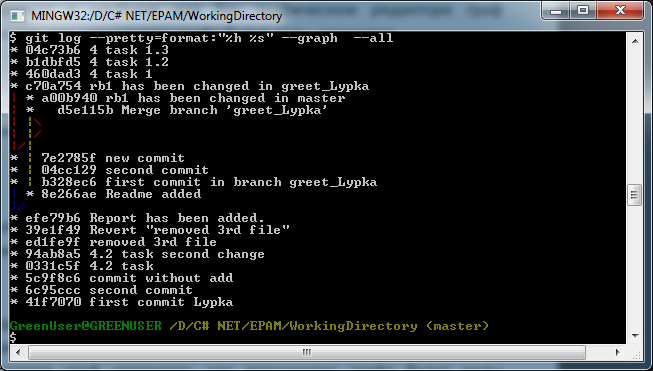 MINGW32:/D/C# NET/EPAM/WorkingDirectory
$ git log --pretty=format:"%h %s" --graph  --all
* 04c73b6 4 task 1.3
* b1dbfd5 4 task 1.2
* 460dad3 4 task 1
* c70a754 rb1 has been changed in greet_Lypka
| * a00b940 rb1 has been changed in master
| *   d5e115b Merge branch 'greet_Lypka'
| |\
| |/
|/|
* | 7e2785f new commit
* | 04cc129 second commit
* | b328ec6 first commit in branch greet_Lypka
| * 8e266ae Readme added
|/
* efe79b6 Report has been added.
* 39e1f49 Revert "removed 3rd file"
* ed1fe9f removed 3rd file
* 94ab8a5 4.2 task second change
* 0331c5f 4.2 task
* 5c9f8c6 commit without add
* 6c95ccc second commit
* 41f7070 first commit Lypka
GreenUser@GREENUSER /D/C# NET/EPAM/WorkingDirectory (master)
$